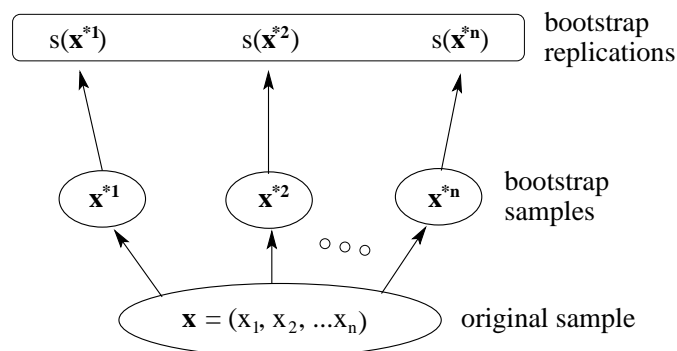 s(x*1) s(x*2) s(x*n)
bootstrap
replications
x*1 x*2 x*n
bootstrap
samples
x = (x1, x2, ...xn)
original sample